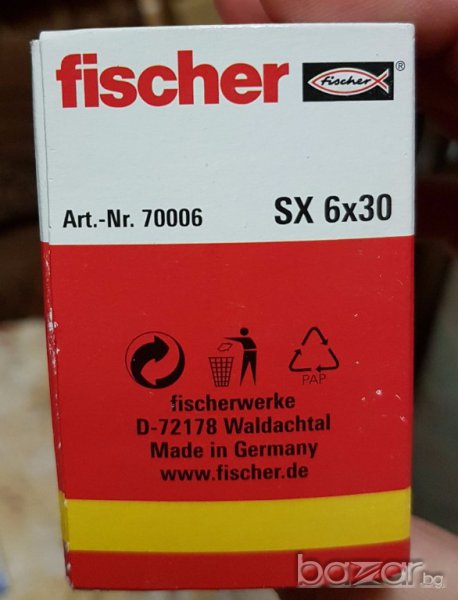 fischer fischer ®
Art.-Nr. 70006 SX 6x30
PAP
fischerwerke
D-72178 Waldachtal
Made in Germany
www.fischer.de
bazar.bg